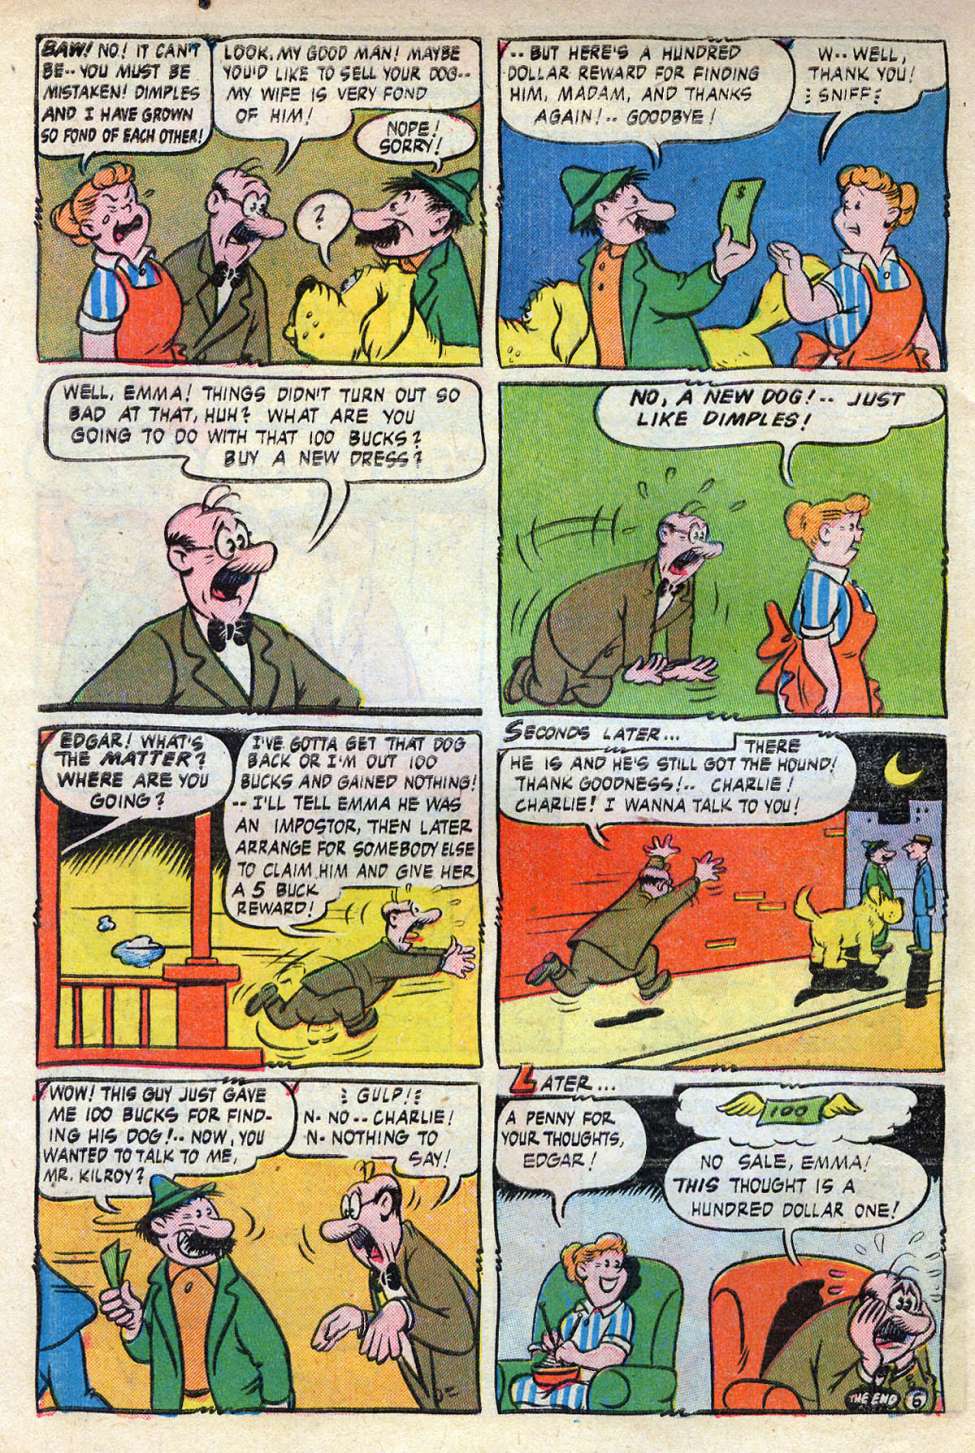 BAW! NO! IT CAN'T
BE-- YOU MUST BE
MISTAKEN! DIMPLES
AND I HAVE GROWN
SO FOND OF EACH OTHER!
LOOK, MY GOOD MAN! MAYBE
YOU'D LIKE TO SELL YOUR DOG--
MY WIFE IS VERY FOND
OF HIM!
NOPE!
SORRY!
?
-- BUT HERE'S A HUNDRED
DOLLAR REWARD FOR FINDING
HIM, MADAM, AND THANKS
AGAIN!-- GOODBYE!
W-- WELL,
THANK YOU!
SNIFF
$
WELL, EMMA! THINGS DIDN'T TURN OUT SO
BAD AT THAT, HUH? WHAT ARE YOU
GOING TO DO WITH THAT 100 BUCKS?
BUY A NEW DRESS?
NO, A NEW DOG!-- JUST
LIKE DIMPLES!
EDGAR! WHAT'S
THE MATTER?
WHERE ARE YOU
GOING?
I'VE GOTTA GET THAT DOG
BACK OR I'M OUT 100
BUCKS AND GAINED NOTHING!
-- I'LL TELL EMMA HE WAS
AN IMPOSTOR, THEN LATER
ARRANGE FOR SOMEBODY ELSE
TO CLAIM HIM AND GIVE HER
A 5 BUCK
REWARD!
SECONDS LATER...
THERE
HE IS AND HE'S STILL GOT THE HOUND!
THANK GOODNESS!-- CHARLIE!
CHARLIE! I WANNA TALK TO YOU!
WOW! THIS GUY JUST GAVE
ME 100 BUCKS FOR FIND-
ING HIS DOG!-- NOW, YOU
WANTED TO TALK TO ME,
MR. KILROY?
GULP!
N- NO-- CHARLIE!
N- NOTHING TO
SAY!
LATER...
A PENNY FOR
YOUR THOUGHTS,
EDGAR!
100
NO SALE, EMMA!
THIS THOUGHT IS A
HUNDRED DOLLAR ONE!
THE END
6